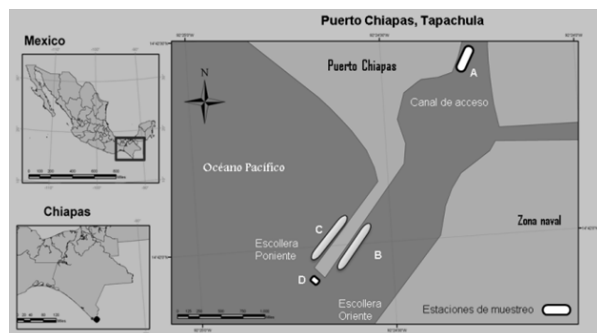 Puerto Chiapas, Tapachula
Mexico
Chiapas
N
Puerto Chiapas
A
Canal de acceso
Océano Pacífico
Zona naval
C
Escollera
Poniente
B
D
Escollera
Oriente
Estaciones de muestreo